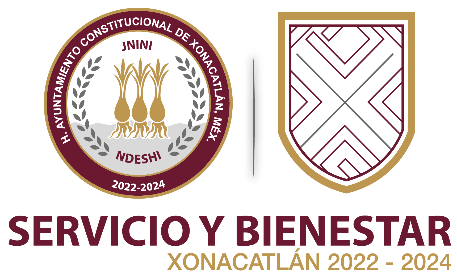 H. AYUNTAMIENTO CONSTITUCIONAL DE XONACATLÁN, MÉX.
JNINI
NDESHI
2022-2024
SERVICIO Y BIENESTAR
XONACATLÁN 2022 - 2024